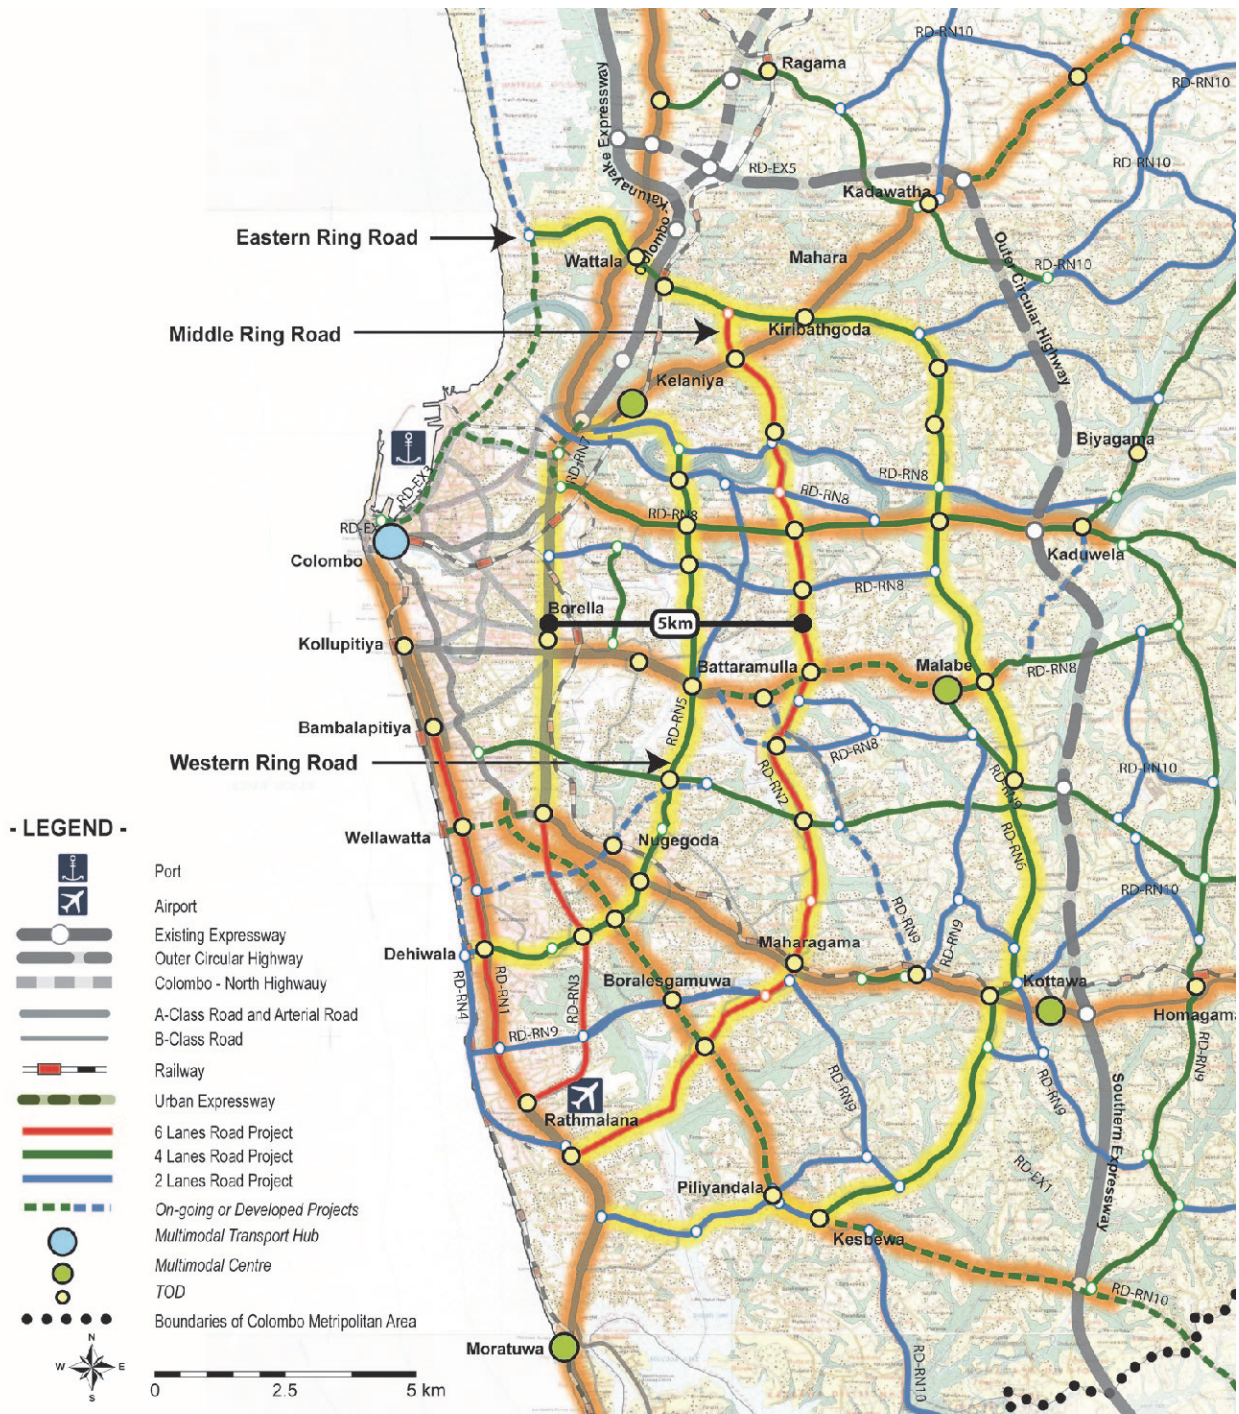 RD-RN10
Ragama
RD-RN10
Colombo - Katunayake Expressway
RD-EX5
RD-RN10
Kadawatha
Eastern Ring Road
Wattala
Mahara
Outer Circular Highway
RD-RN10
Middle Ring Road
Kiribathgoda
Kelaniya
Biyagama
RD-RN7
RD-EX3
RD-RN8
RD-RN8
RD-RN8
RD-EX
Colombo
Kaduwela
RD-RN8
Borella
5km
Kollupitiya
Battaramulla
Malabe
RD-RN8
RD-RN5
Bambalapitiya
RD-RN8
Western Ring Road
RD-RN2
RD-RN9
RD-RN10
- LEGEND -
Wellawatta
Nugegoda
RD-RN6
Port
RD-RN10
Airport
RD-RN9
RD-RN9
Existing Expressway
Dehiwala
Maharagama
Outer Circular Highway
Colombo - North Highwauy
RD-RN4
RD-RN1
RD-RN3
Boralesgamuwa
Kottawa
Homagama
A-Class Road and Arterial Road
B-Class Road
RD-RN9
Railway
RD-RN9
RD-RN9
RD-RN9
Southern Expressway
Urban Expressway
Rathmalana
6 Lanes Road Project
4 Lanes Road Project
2 Lanes Road Project
RD-EX1
Piliyandala
On-going or Developed Projects
Kesbewa
Multimodal Transport Hub
Multimodal Centre
TOD
RD-RN10
Boundaries of Colombo Metripolitan Area
Moratuwa
RD-RN10
N
W E
S
0 2.5 5 km